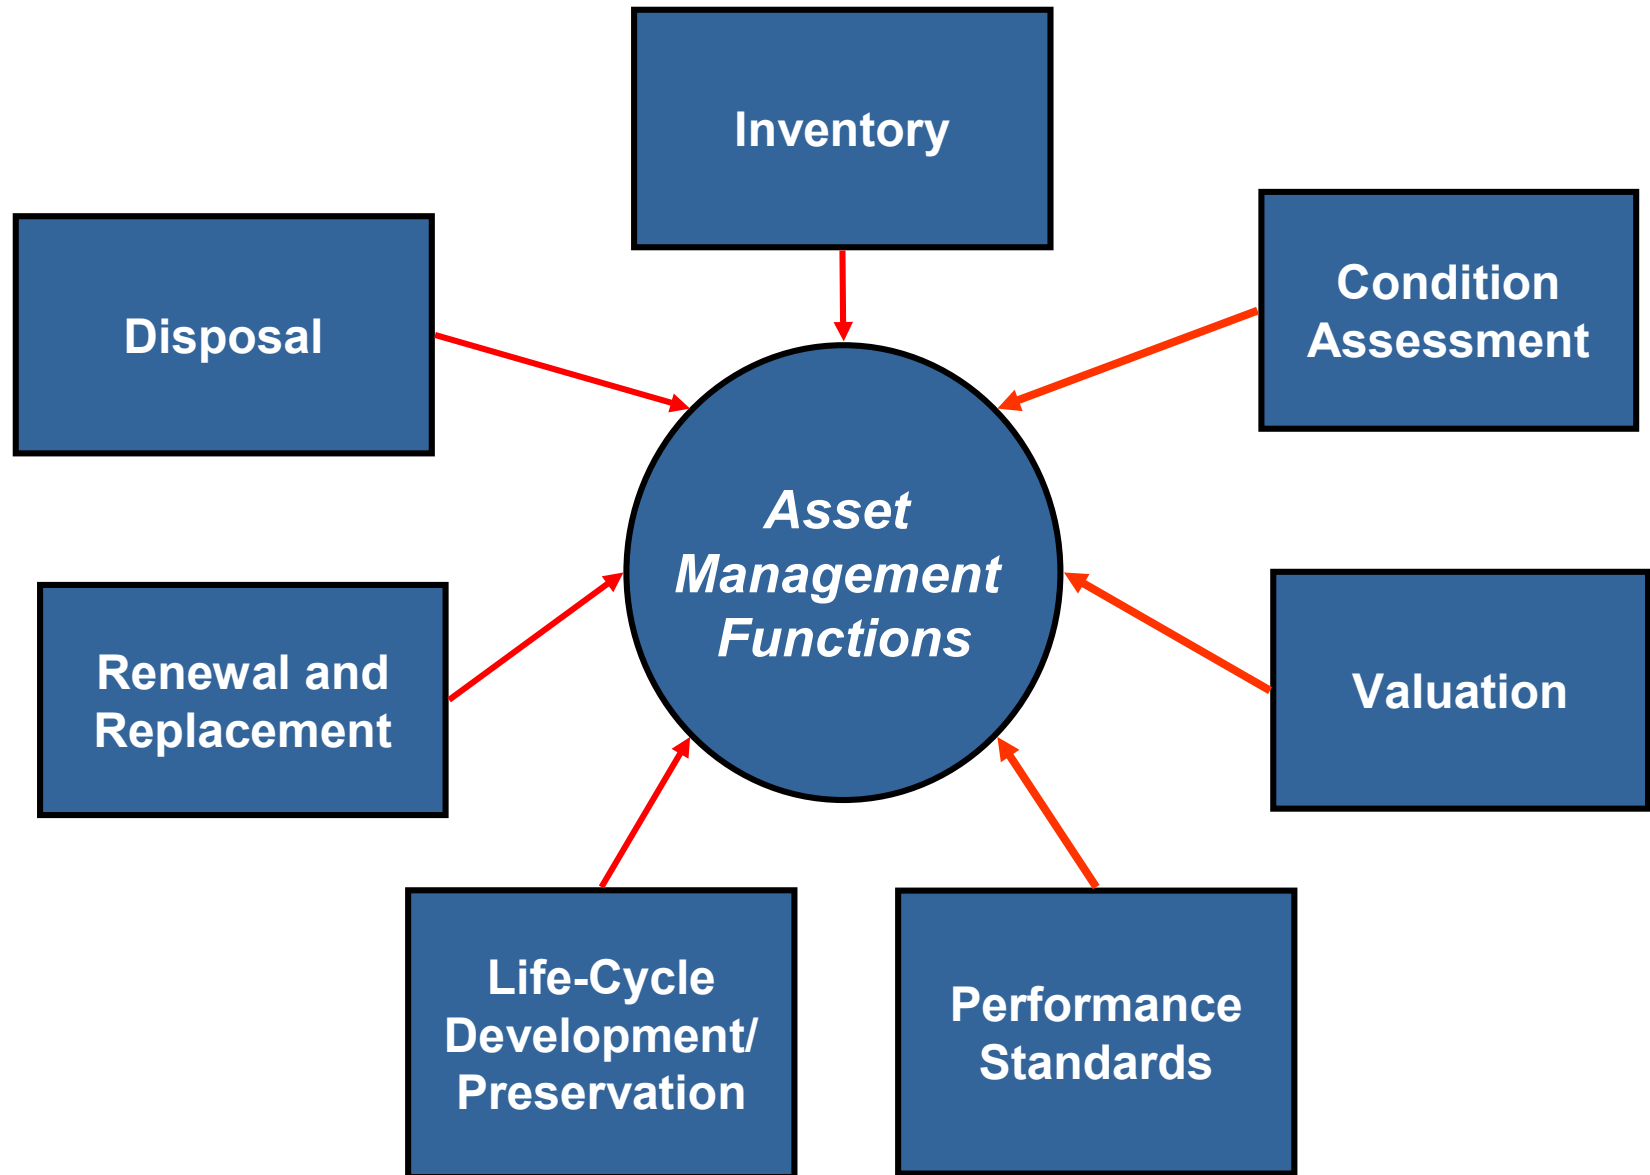 Inventory
Condition
Assessment
Disposal
Asset
Management
Functions
Renewal and
Replacement
Valuation
Life-Cycle
Development/
Preservation
Performance
Standards